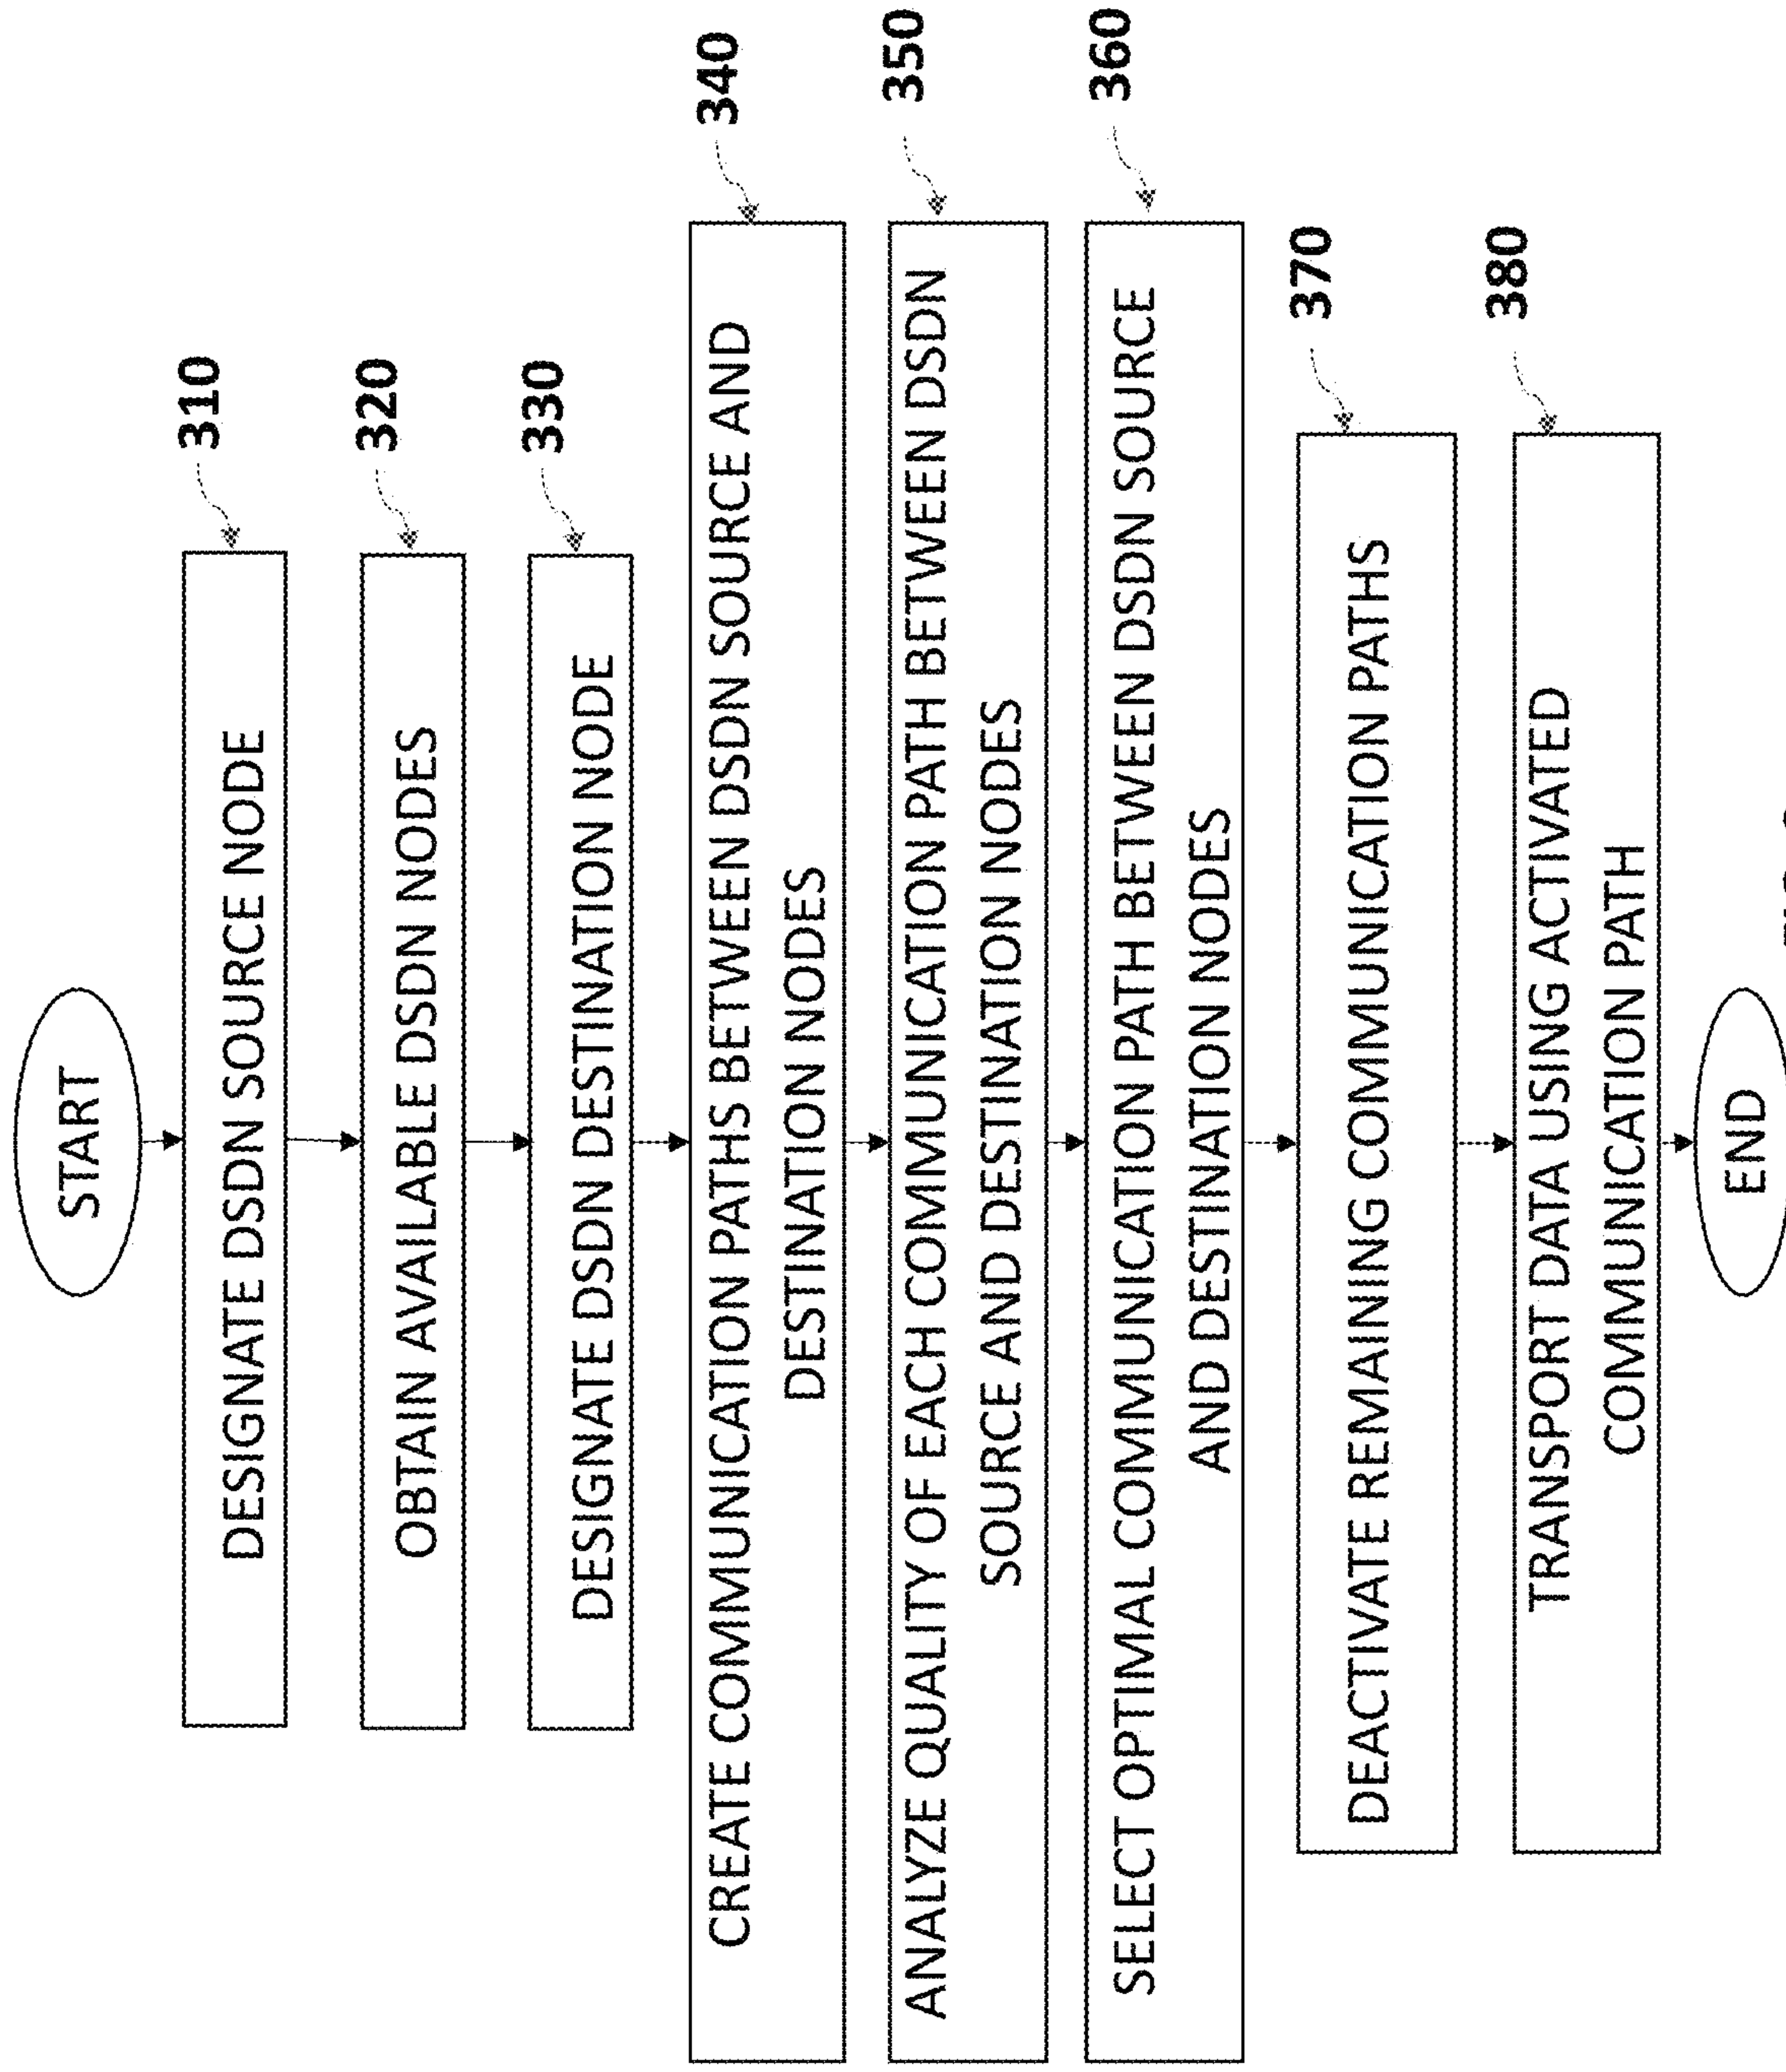 START
310
DESIGNATE DSDN SOURCE NODE
320
OBTAIN AVAILABLE DSDN NODES
330
DESIGNATE DSDN DESTINATION NODE
340
CREATE COMMUNICATION PATHS BETWEEN DSDN SOURCE AND
DESTINATION NODES
350
ANALYZE QUALITY OF EACH COMMUNICATION PATH BETWEEN DSDN
SOURCE AND DESTINATION NODES
360
SELECT OPTIMAL COMMUNICATION PATH BETWEEN DSDN SOURCE
AND DESTINATION NODES
370
DEACTIVATE REMAINING COMMUNICATION PATHS
380
TRANSPORT DATA USING ACTIVATED
COMMUNICATION PATH
END